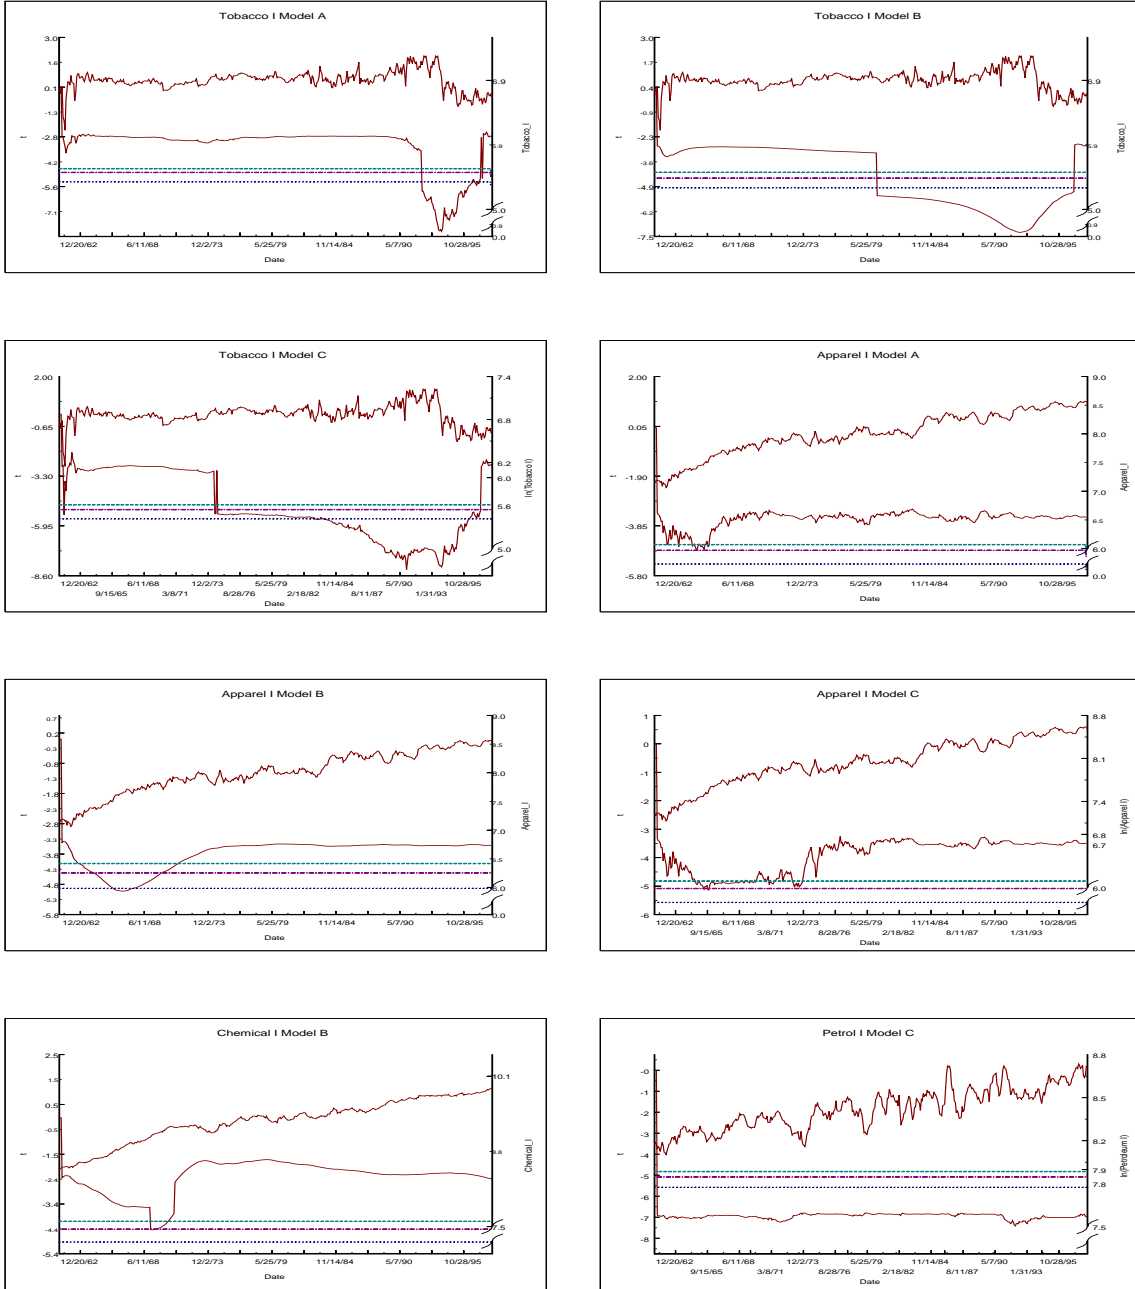 Tobacco I Model A
3.0
1.6
0.1
-1.3
-2.8
-4.2
-5.6
-7.1
t
5.9
5.0
0.0
Tobacco_I
12/20/62 6/11/68 12/2/73 5/25/79 11/14/84 5/7/90 10/28/95
Date
Tobacco I Model B
3.0
1.7
0.4
-0.9
-2.3
-3.6
-4.9
-6.2
-7.5
t
5.9
5.0
Tobacco_I
12/20/62 6/11/68 12/2/73 5/25/79 11/14/84 5/7/90 10/28/95
Date
Tobacco I Model C
2.00
-0.65
-3.30
-5.95
-8.60
t
7.4
6.8
6.2
6.0
5.6
5.0
ln(Tobacco I)
12/20/62 6/11/68 12/2/73 5/25/79 11/14/84 5/7/90 10/28/95
9/15/65 3/8/71 8/28/76 2/18/82 8/11/87 1/31/93
Date
Apparel I Model A
2.00
0.05
-1.90
-3.85
-5.80
t
9.0
8.5
8.0
7.5
7.0
6.5
6.0
0.0
Apparel_I
12/20/62 6/11/68 12/2/73 5/25/79 11/14/84 5/7/90 10/28/95
Date
Apparel I Model B
0.7
0.2
-0.3
-0.8
-1.3
-1.8
-2.3
-2.8
-3.3
-3.8
-4.3
-4.8
-5.3
-5.8
t
9.0
8.5
8.0
7.5
7.0
6.5
6.0
0.0
Apparel_I
12/20/62 6/11/68 12/2/73 5/25/79 11/14/84 5/7/90 10/28/95
Date
Apparel I Model C
1
0
-1
-2
-3
-4
-5
-6
t
8.8
8.1
7.4
6.8
6.7
6.0
ln(Apparel I)
12/20/62 6/11/68 12/2/73 5/25/79 11/14/84 5/7/90 10/28/95
9/15/65 3/8/71 8/28/76 2/18/82 8/11/87 1/31/93
Date
Chemical I Model B
2.5
1.5
0.5
-0.5
-1.5
-2.4
-3.4
-4.4
-5.4
t
10.1
8.8
7.5
Chemical_I
12/20/62 6/11/68 12/2/73 5/25/79 11/14/84 5/7/90 10/28/95
Date
Petrol I Model C
-0
-1
-2
-3
-4
-5
-6
-7
-8
t
8.8
8.5
8.2
7.9
7.8
7.5
ln(Petroleum I)
12/20/62 6/11/68 12/2/73 5/25/79 11/14/84 5/7/90 10/28/95
9/15/65 3/8/71 8/28/76 2/18/82 8/11/87 1/31/93
Date